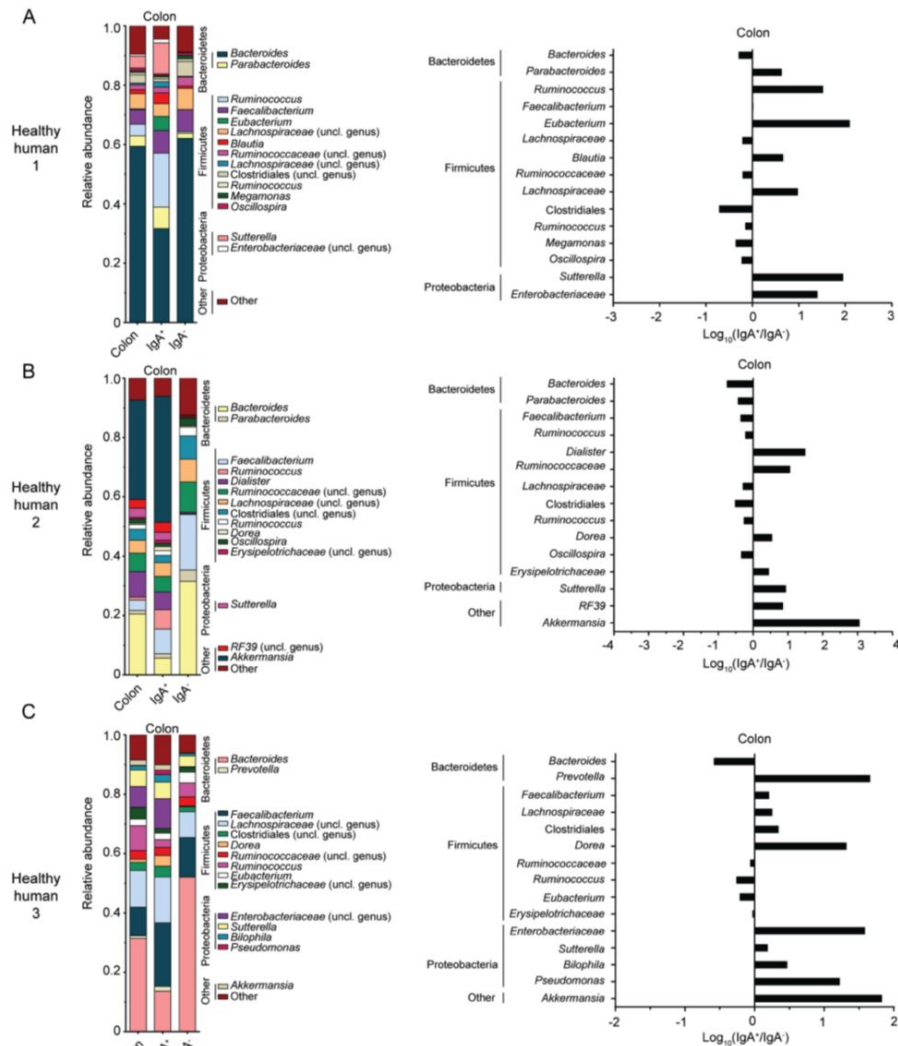 A
Colon
1.0
0.8
0.6
0.4
0.2
0
Relative abundance
Healthy
human
1
Colon
IgA+
IgA-
Bacteroidetes
Bacteroides
Parabacteroides
Firmicutes
Ruminococcus
Faecalibacterium
Eubacterium
Lachnospiraceae (uncl. genus)
Blautia
Ruminococcaceae (uncl. genus)
Lachnospiraceae (uncl. genus)
Clostridiales (uncl. genus)
Ruminococcus
Megamonas
Oscillospira
Proteobacteria
Sutterella
Enterobacteriaceae (uncl. genus)
Other
Other
Colon
Bacteroidetes
Bacteroides
Parabacteroides
Firmicutes
Ruminococcus
Faecalibacterium
Eubacterium
Lachnospiraceae
Blautia
Ruminococcaceae
Lachnospiraceae
Clostridiales
Ruminococcus
Megamonas
Oscillospira
Proteobacteria
Sutterella
Enterobacteriaceae
-3 -2 -1 0 1 2 3
Log10(IgA+/IgA-)
B
Colon
1.0
0.8
0.6
0.4
0.2
0
Relative abundance
Healthy
human
2
Colon
IgA+
IgA-
Bacteroidetes
Bacteroides
Parabacteroides
Firmicutes
Faecalibacterium
Ruminococcus
Dialister
Ruminococcaceae (uncl. genus)
Lachnospiraceae (uncl. genus)
Clostridiales (uncl. genus)
Ruminococcus
Dorea
Oscillospira
Erysipelotrichaceae (uncl. genus)
Proteobacteria
Sutterella
Other
RF39 (uncl. genus)
Akkermansia
Other
Colon
Bacteroidetes
Bacteroides
Parabacteroides
Firmicutes
Faecalibacterium
Ruminococcus
Dialister
Ruminococcaceae
Lachnospiraceae
Clostridiales
Ruminococcus
Dorea
Oscillospira
Erysipelotrichaceae
Proteobacteria
Sutterella
Other
RF39
Akkermansia
-4 -3 -2 -1 0 1 2 3 4
Log10(IgA+/IgA-)
C
Colon
1.0
0.8
0.6
0.4
0.2
0
Relative abundance
Healthy
human
3
Bacteroidetes
Bacteroides
Prevotella
Firmicutes
Faecalibacterium
Lachnospiraceae (uncl. genus)
Clostridiales (uncl. genus)
Dorea
Ruminococcaceae (uncl. genus)
Ruminococcus
Eubacterium
Erysipelotrichaceae (uncl. genus)
Proteobacteria
Enterobacteriaceae (uncl. genus)
Sutterella
Bilophila
Pseudomonas
Other
Akkermansia
Other
Colon
Bacteroidetes
Bacteroides
Prevotella
Firmicutes
Faecalibacterium
Lachnospiraceae
Clostridiales
Dorea
Ruminococcaceae
Ruminococcus
Eubacterium
Erysipelotrichaceae
Proteobacteria
Enterobacteriaceae
Sutterella
Bilophila
Pseudomonas
Other
Akkermansia
-2 -1 0 1 2
Log10(IgA+/IgA-)